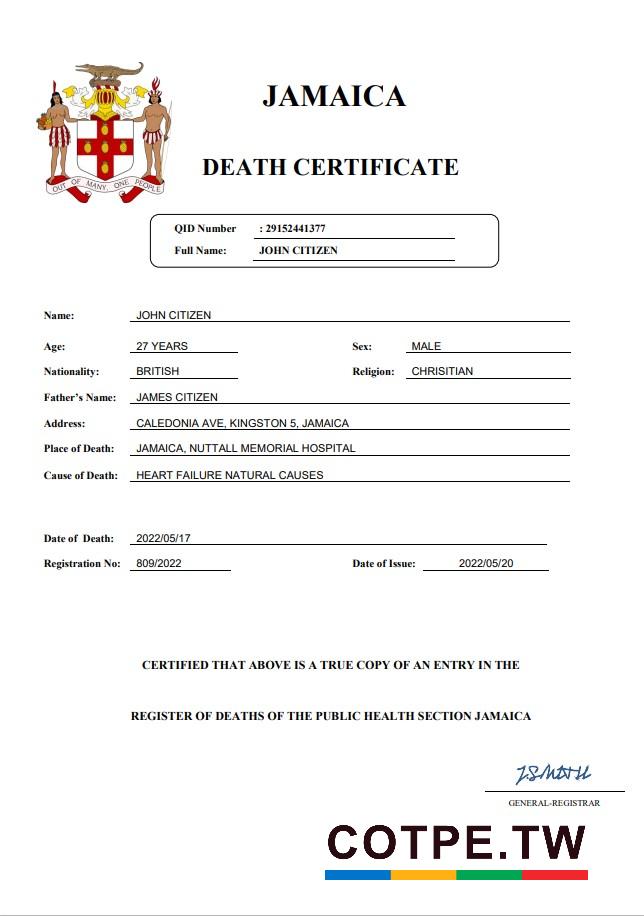 JAMAICA
DEATH CERTIFICATE
OUT OF MANY, ONE PEOPLE
QID Number : 29152441377
Full Name: JOHN CITIZEN
Name: JOHN CITIZEN
Age: 27 YEARS Sex: MALE
Nationality: BRITISH Religion: CHRISITIAN
Father's Name: JAMES CITIZEN
Address: CALEDONIA AVE, KINGSTON 5, JAMAICA
Place of Death: JAMAICA, NUTTALL MEMORIAL HOSPITAL
Cause of Death: HEART FAILURE NATURAL CAUSES
Date of Death: 2022/05/17
Registration No: 809/2022 Date of Issue: 2022/05/20
CERTIFIED THAT ABOVE IS A TRUE COPY OF AN ENTRY IN THE
REGISTER OF DEATHS OF THE PUBLIC HEALTH SECTION JAMAICA
GENERAL-REGISTRAR
COTPE.TW